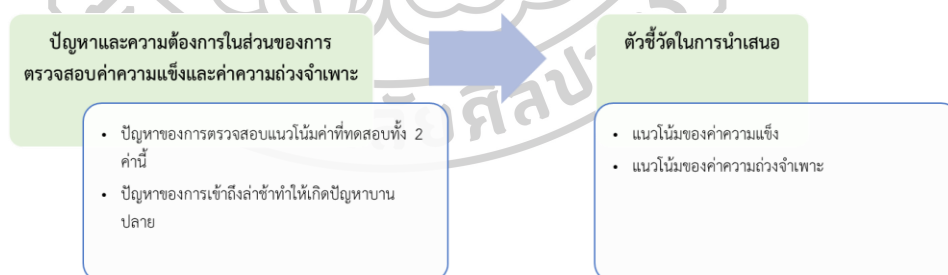 ปัญหาและความต้องการในส่วนของการ
ตรวจสอบค่าความแข็งและค่าความถ่วงจำเพาะ
• ปัญหาของการตรวจสอบแนวโน้มค่าที่ทดสอบทั้ง 2
ค่านี้
• ปัญหาของการเข้าถึงล่าช้าทำให้เกิดปัญหาบาน
ปลาย
ตัวชี้วัดในการนำเสนอ
• แนวโน้มของค่าความแข็ง
• แนวโน้มของค่าความถ่วงจำเพาะ